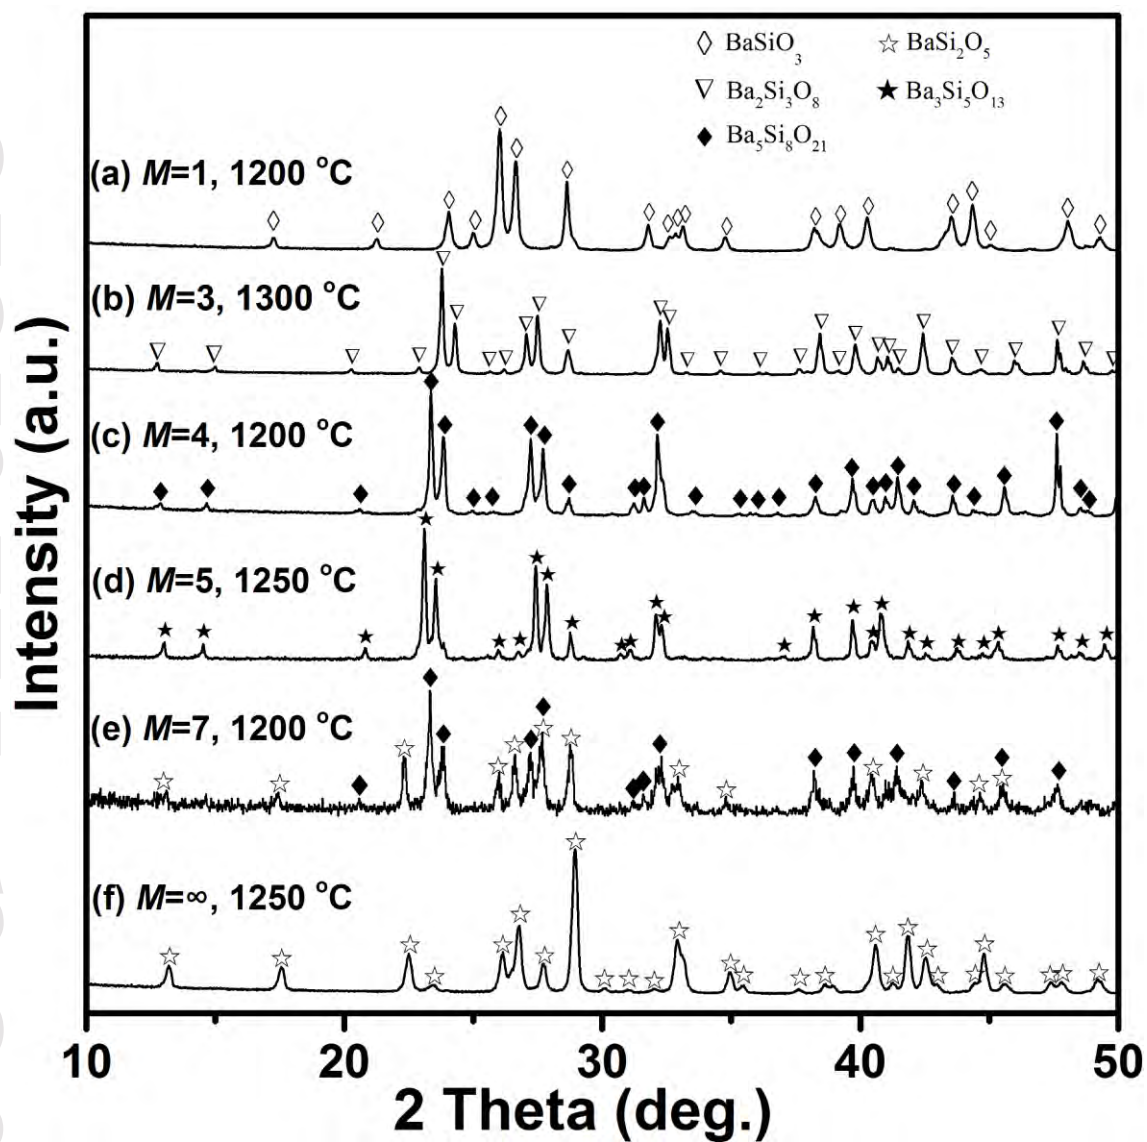 ◊ BaSiO₃ ☆ BaSi₂O₅
▽ Ba₂Si₃O₈ ★ Ba₃Si₅O₁₃
◆ Ba₅Si₈O₂₁
(a) M=1, 1200 °C
(b) M=3, 1300 °C
(c) M=4, 1200 °C
(d) M=5, 1250 °C
(e) M=7, 1200 °C
(f) M=∞, 1250 °C
Intensity (a.u.)
10 20 30 40 50
2 Theta (deg.)